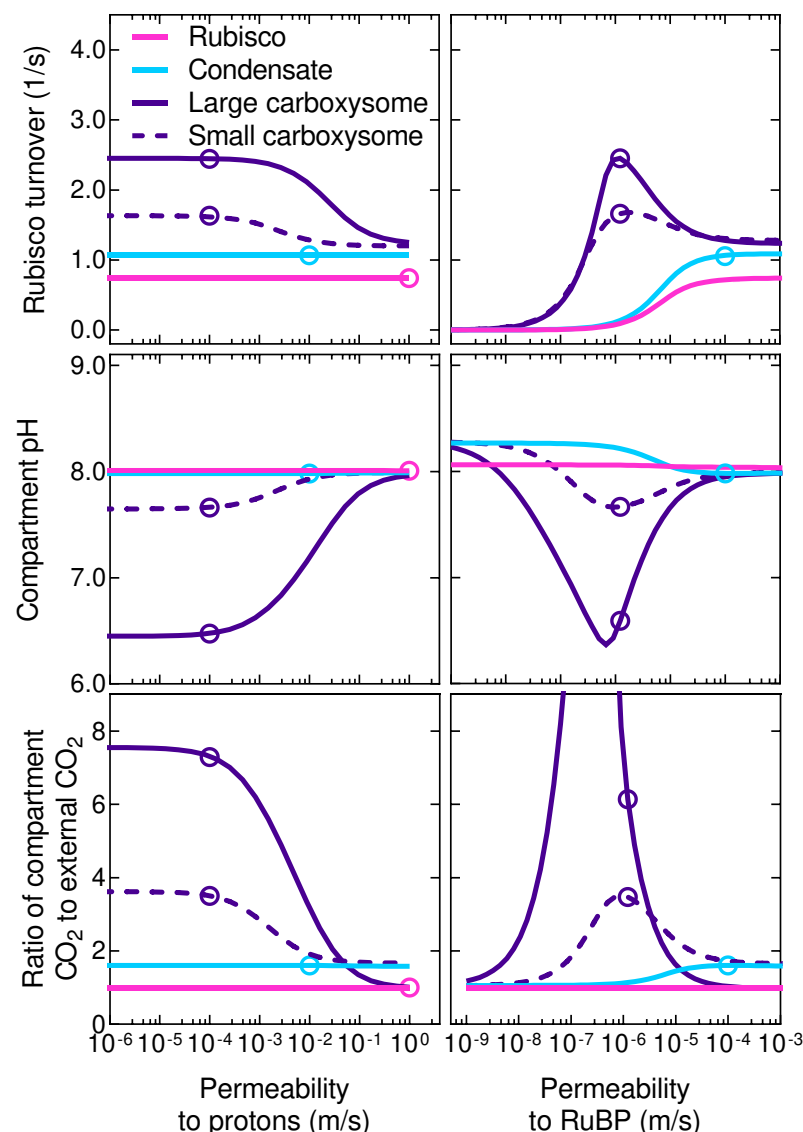 Rubisco turnover (1/s)
4.0
3.0
2.0
1.0
0.0
Rubisco
Condensate
Large carboxysome
Small carboxysome
Compartment pH
9.0
8.0
7.0
6.0
Ratio of compartment
CO₂ to external CO₂
8
6
4
2
0
10⁻⁶ 10⁻⁵ 10⁻⁴ 10⁻³ 10⁻² 10⁻¹ 10⁰
10⁻⁹ 10⁻⁸ 10⁻⁷ 10⁻⁶ 10⁻⁵ 10⁻⁴ 10⁻³
Permeability
to protons (m/s)
Permeability
to RuBP (m/s)